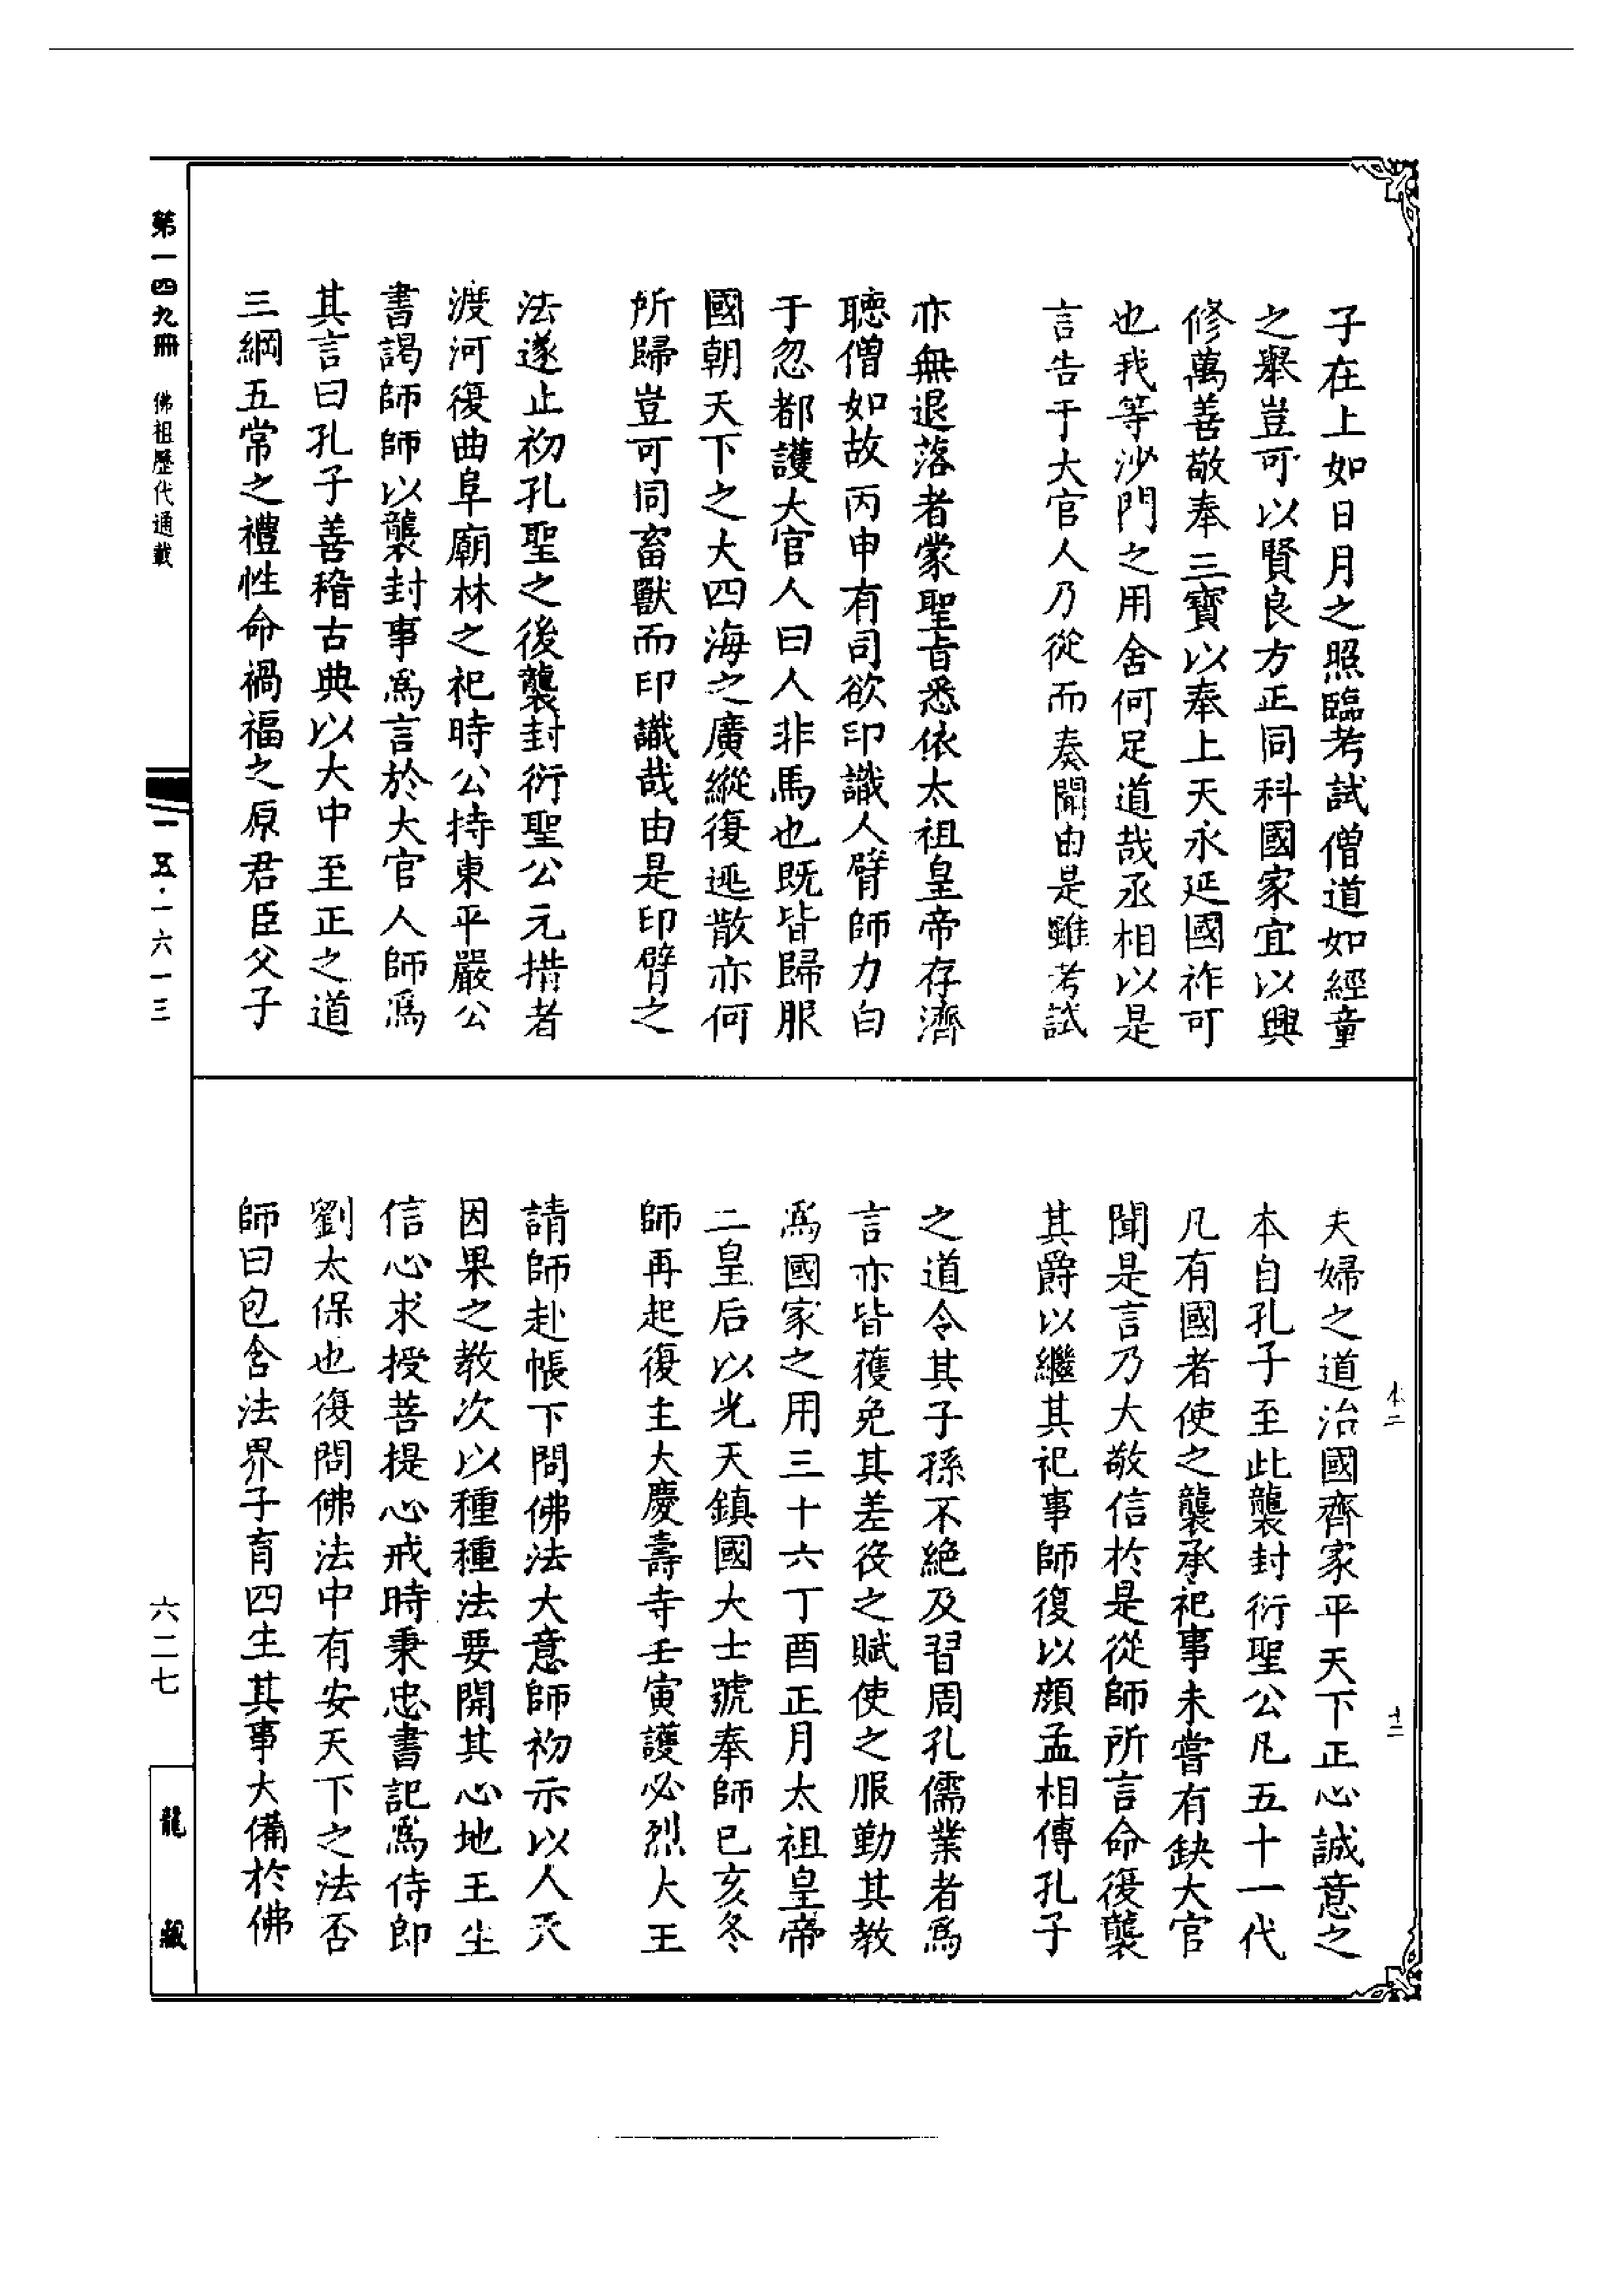 子在上如日月之照臨考試僧道如經童
之舉豈可以賢良方正同科國家宜以興
修萬善敬奉三寶以奉上天永延國祚可
也我等沙門之用舍何足道哉丞相以是
言告于大官人乃從而奏聞由是雖考試
亦無退落者蒙聖旨悉依太祖皇帝存濟
聽僧如故丙申有司欲印識人臂師力白
于忽都護大官人曰人非馬也既皆歸服
國朝天下之大四海之廣縱復逃散亦何
所歸豈可同畜獸而印識哉由是印臂之
法遂止初孔聖之後襲封衍聖公元措者
渡河復曲阜廟林之祀時公持東平嚴公
書謁師師以襲封事爲言於大官人師爲
其言曰孔子善稽古典以大中至正之道
三綱五常之禮性命禍福之原君臣父子
夫婦之道治國齊家平天下正心誠意之
本自孔子至此襲封衍聖公凡五十一代
凡有國者使之襲承祀事未嘗有缺大官
聞是言乃大敬信於是從師所言命復襲
其爵以繼其祀事師復以顏孟相傳孔子
之道令其子孫不絕及習周孔儒業者爲
言亦皆獲免其差役之賦使之服勤其教
爲國家之用三十六丁酉正月太祖皇帝
二皇后以光天鎮國大士號奉師己亥冬
師再起復主大慶壽寺壬寅護必烈大王
請師赴帳下問佛法大意師初示以人天
因果之教次以種種法要開其心地王生
信心求授菩提心戒時秉忠書記爲侍郎
劉太保也復問佛法中有安天下之法否
師曰包含法界子育四生其事大備於佛
本二
十二
第一四九冊 佛祖歷代通載
一五·一六一三
六二七
龍藏